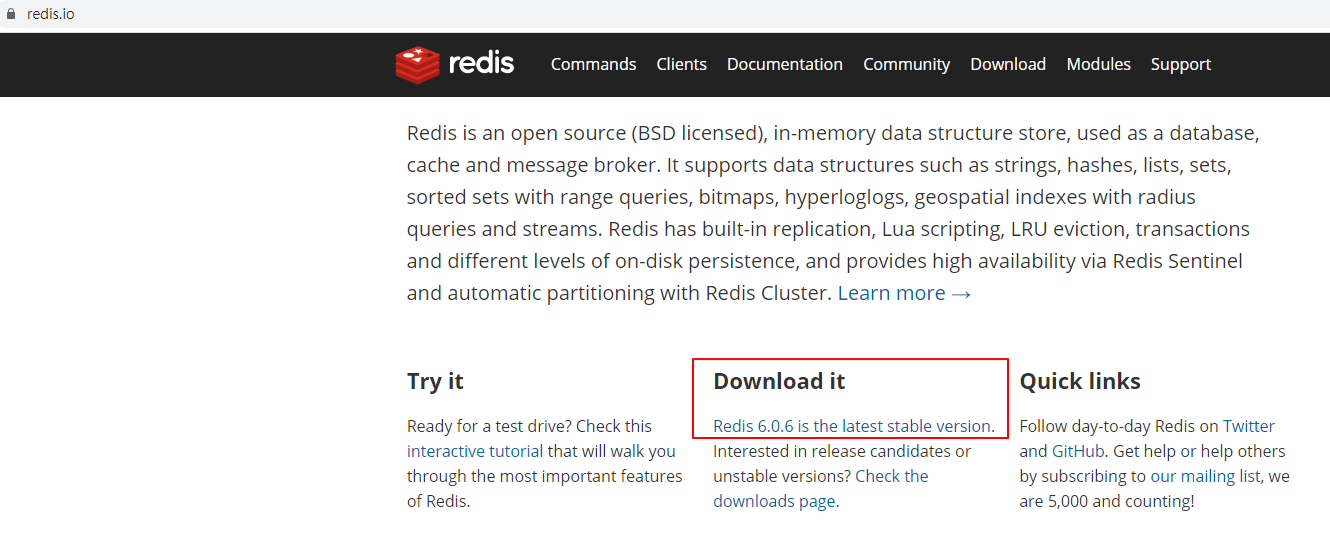 redis.io
redis
Commands Clients Documentation Community Download Modules Support
Redis is an open source (BSD licensed), in-memory data structure store, used as a database,
cache and message broker. It supports data structures such as strings, hashes, lists, sets,
sorted sets with range queries, bitmaps, hyperloglogs, geospatial indexes with radius
queries and streams. Redis has built-in replication, Lua scripting, LRU eviction, transactions
and different levels of on-disk persistence, and provides high availability via Redis Sentinel
and automatic partitioning with Redis Cluster. Learn more →
Try it
Ready for a test drive? Check this
interactive tutorial that will walk you
through the most important features
of Redis.
Download it
Redis 6.0.6 is the latest stable version.
Interested in release candidates or
unstable versions? Check the
downloads page.
Quick links
Follow day-to-day Redis on Twitter
and GitHub. Get help or help others
by subscribing to our mailing list, we
are 5,000 and counting!